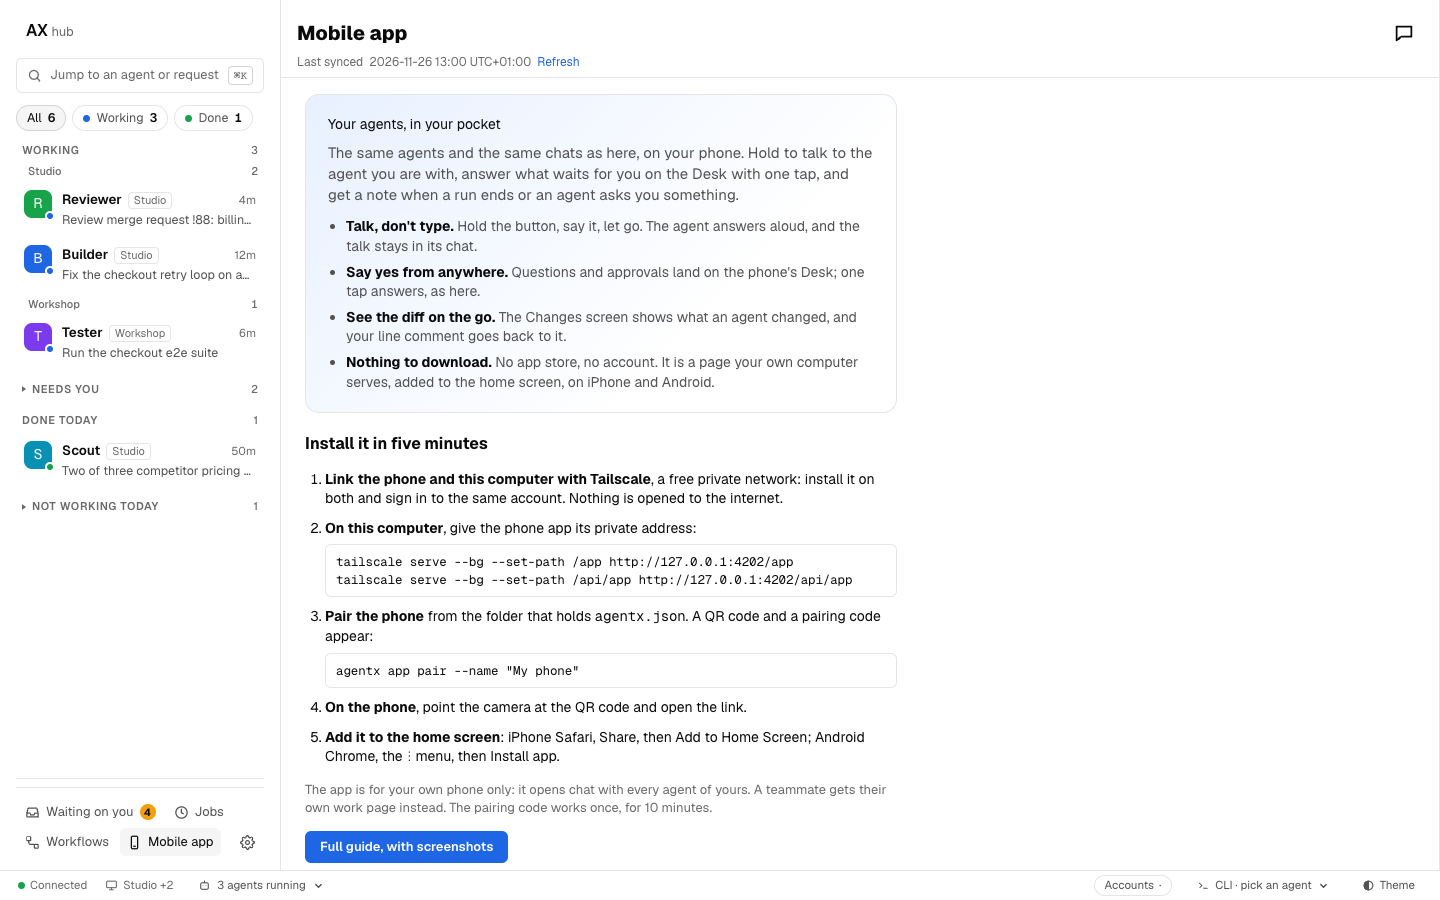 AX hub
Jump to an agent or request ⌘K
All 6 Working 3 Done 1
WORKING 3
Studio 2
R Reviewer Studio 4m
Review merge request !88: billin…
B Builder Studio 12m
Fix the checkout retry loop on a…
Workshop 1
T Tester Workshop 6m
Run the checkout e2e suite
NEEDS YOU 2
DONE TODAY 1
S Scout Studio 50m
Two of three competitor pricing …
NOT WORKING TODAY 1
Waiting on you 4 Jobs
Workflows Mobile app
Mobile app
Last synced 2026-11-26 13:00 UTC+01:00 Refresh
Your agents, in your pocket
The same agents and the same chats as here, on your phone. Hold to talk to the
agent you are with, answer what waits for you on the Desk with one tap, and
get a note when a run ends or an agent asks you something.
• Talk, don't type. Hold the button, say it, let go. The agent answers aloud, and the
talk stays in its chat.
• Say yes from anywhere. Questions and approvals land on the phone's Desk; one
tap answers, as here.
• See the diff on the go. The Changes screen shows what an agent changed, and
your line comment goes back to it.
• Nothing to download. No app store, no account. It is a page your own computer
serves, added to the home screen, on iPhone and Android.
Install it in five minutes
1. Link the phone and this computer with Tailscale, a free private network: install it on
both and sign in to the same account. Nothing is opened to the internet.
2. On this computer, give the phone app its private address:
tailscale serve --bg --set-path /app http://127.0.0.1:4202/app
tailscale serve --bg --set-path /api/app http://127.0.0.1:4202/api/app
3. Pair the phone from the folder that holds agentx.json. A QR code and a pairing code
appear:
agentx app pair --name "My phone"
4. On the phone, point the camera at the QR code and open the link.
5. Add it to the home screen: iPhone Safari, Share, then Add to Home Screen; Android
Chrome, the ⋮ menu, then Install app.
The app is for your own phone only: it opens chat with every agent of yours. A teammate gets their
own work page instead. The pairing code works once, for 10 minutes.
Full guide, with screenshots
Connected Studio +2 3 agents running Accounts · CLI · pick an agent Theme